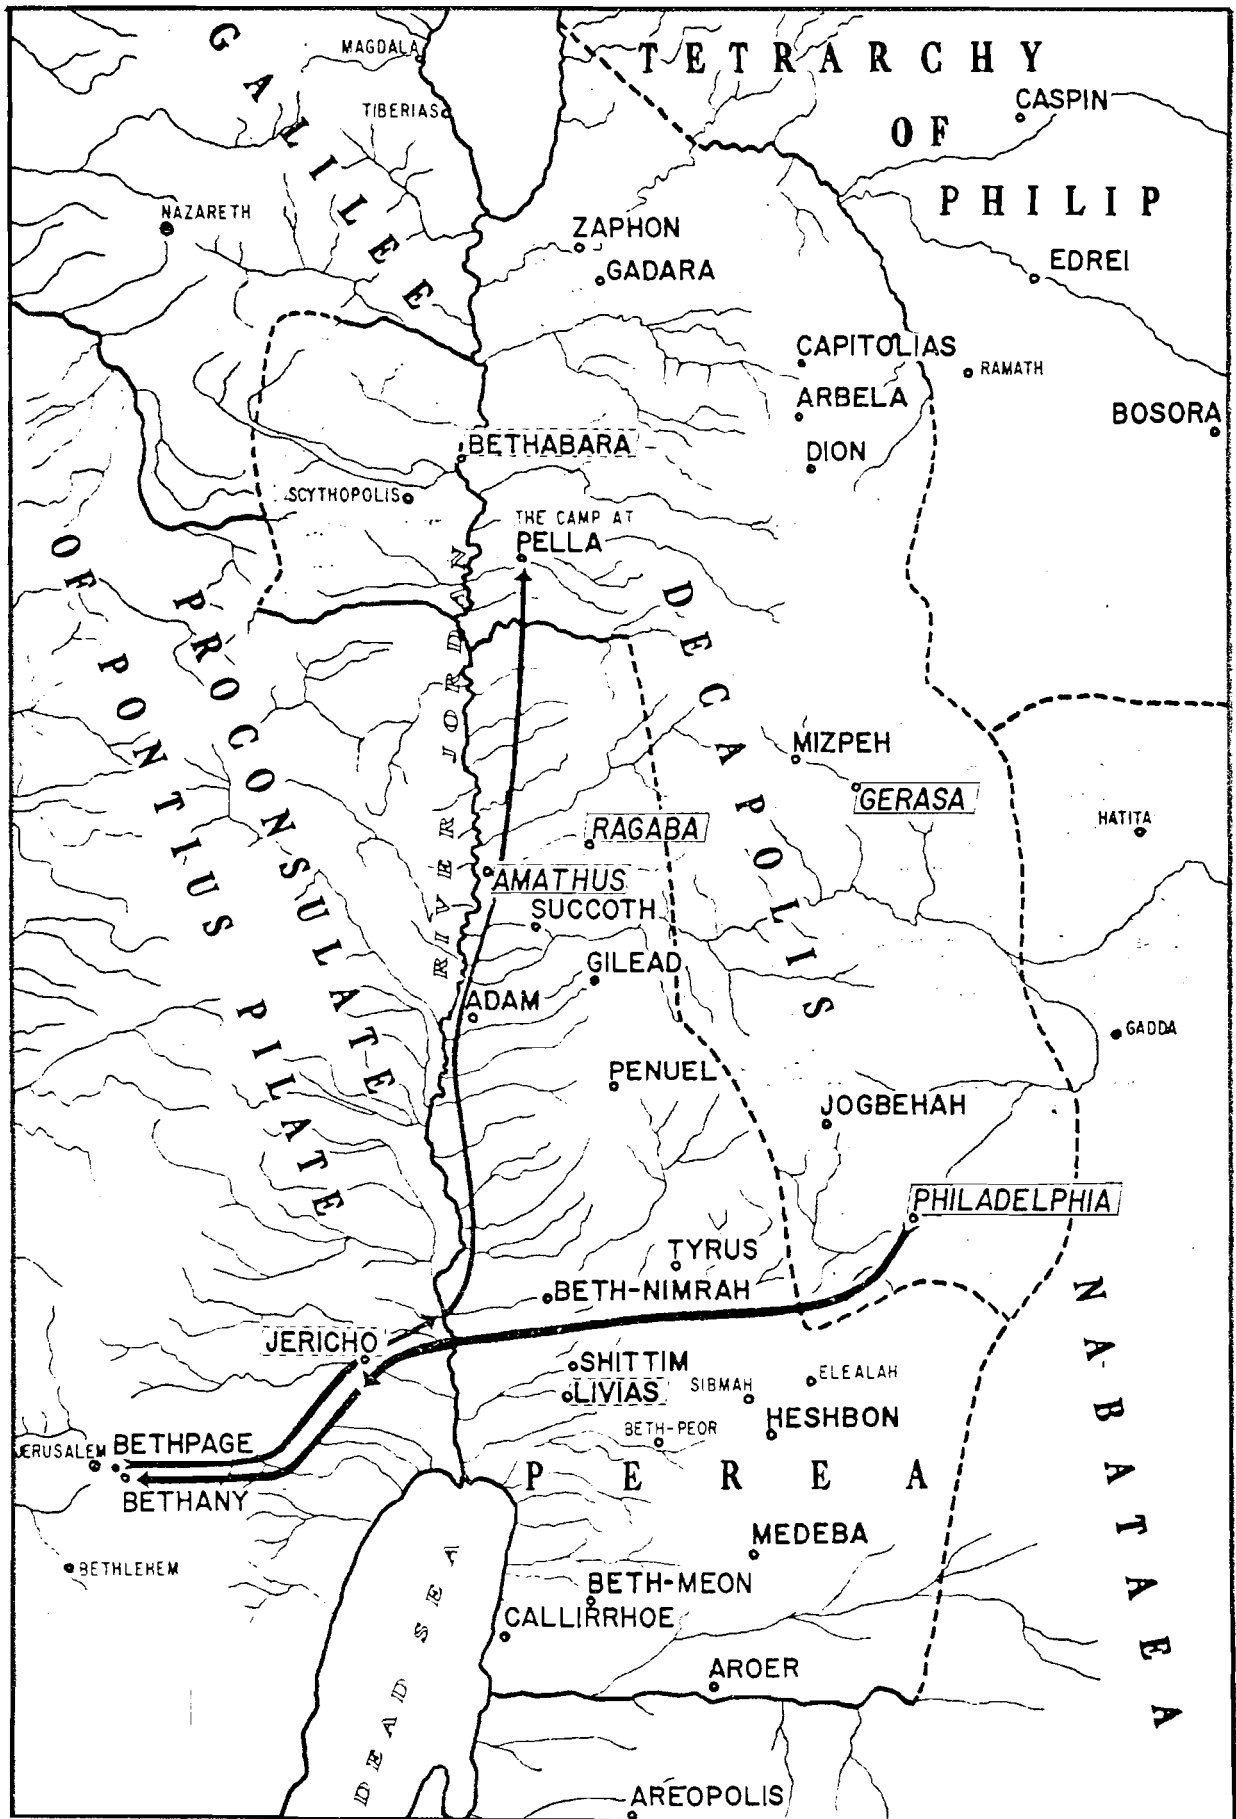 GALILEE
MAGDALA
TIBERIAS
NAZARETH
TETRARCHY
OF
PHILIP
CASPIN
ZAPHON
GADARA
EDREI
CAPITOLIAS
RAMATH
ARBELA
BOSORA
DION
BETHABARA
SCYTHOPOLIS
THE CAMP AT
PELLA
PROCONSULATE
OF PONTIUS PILATE
RIVER JORDAN
DECAPOLIS
MIZPEH
GERASA
HATITA
RAGABA
AMATHUS
SUCCOTH
GILEAD
ADAM
GADDA
PENUEL
JOGBEHAH
PHILADELPHIA
TYRUS
BETH-NIMRAH
JERICHO
SHITTIM
LIVIAS
SIBMAH
ELEALAH
BETH-PEOR
HESHBON
JERUSALEM
BETHPAGE
BETHANY
PEREA
NABATAEA
MEDEBA
BETHLEHEM
BETH-MEON
CALLIRRHOE
DEAD SEA
AROER
AREOPOLIS